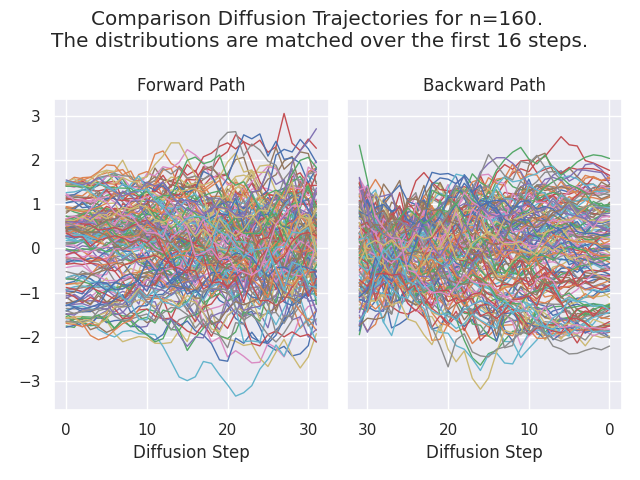 Comparison Diffusion Trajectories for n=160.
The distributions are matched over the first 16 steps.
Forward Path
Backward Path
3
2
1
0
−1
−2
−3
0 10 20 30
30 20 10 0
Diffusion Step
Diffusion Step